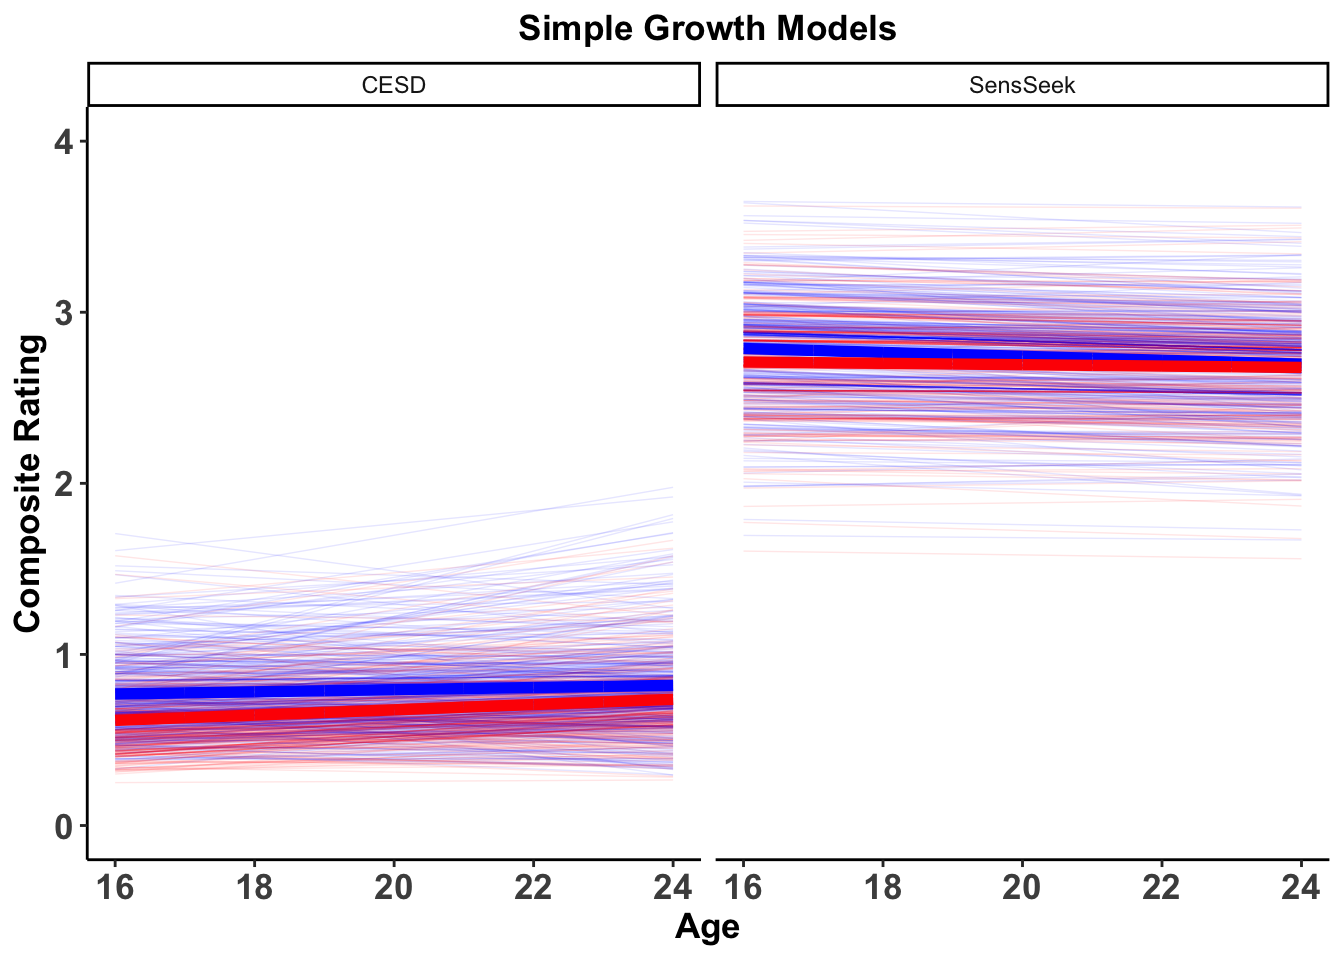 Simple Growth Models
CESD
SensSeek
Composite Rating
4
3
2
1
0
16 18 20 22 24
16 18 20 22 24
Age